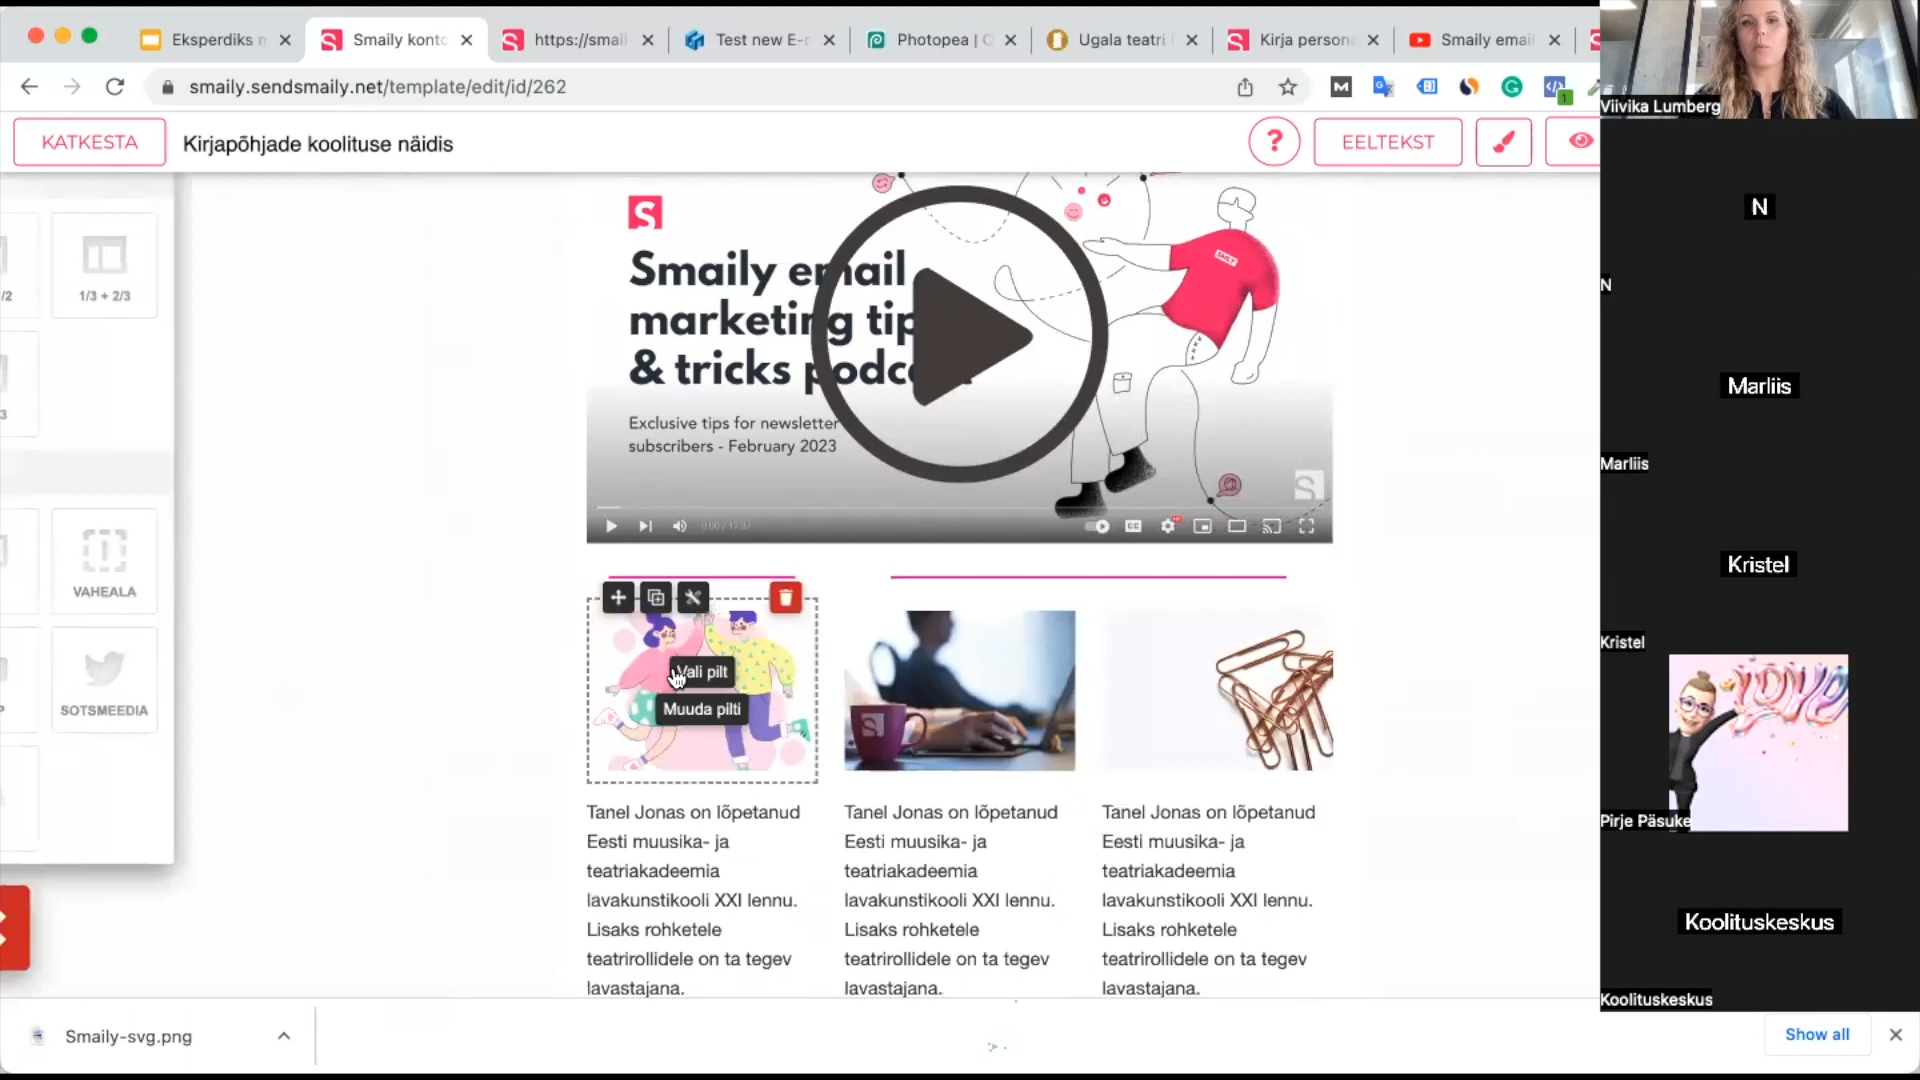 Eksperdiks
Smaily konto
https://smail
Test new E-
Photopea |
Ugala teatri
Kirja person
Smaily emai
smaily.sendsmaily.net/template/edit/id/262
1
KATKESTA
Kirjapõhjade koolituse näidis
?
EELTEKST
/2
1/3 + 2/3
3
VAHEALA
P
SOTSMEEDIA
S
Smaily email
marketing tip
& tricks podc
Exclusive tips for newsletter
subscribers - February 2023
SMILY
S
CC
Vali pilt
Muuda pilti
Tanel Jonas on lõpetanud
Eesti muusika- ja
teatriakadeemia
lavakunstikooli XXI lennu.
Lisaks rohketele
teatrirollidele on ta tegev
lavastajana.
Tanel Jonas on lõpetanud
Eesti muusika- ja
teatriakadeemia
lavakunstikooli XXI lennu.
Lisaks rohketele
teatrirollidele on ta tegev
lavastajana.
Tanel Jonas on lõpetanud
Eesti muusika- ja
teatriakadeemia
lavakunstikooli XXI lennu.
Lisaks rohketele
teatrirollidele on ta tegev
lavastajana.
Smaily-svg.png
Show all
Viivika Lumberg
N
N
Marliis
Marliis
Kristel
Kristel
Pirje Päsuke
Koolituskeskus
Koolituskeskus